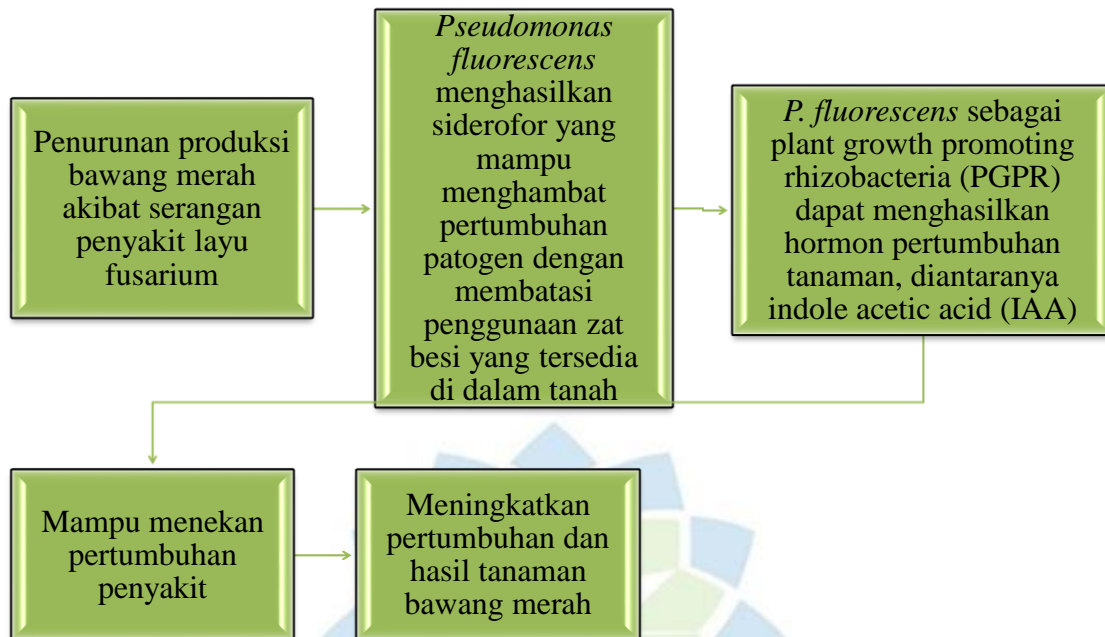 Penurunan produksi
bawang merah
akibat serangan
penyakit layu
fusarium
Pseudomonas
fluorescens
menghasilkan
siderofor yang
mampu
menghambat
pertumbuhan
patogen dengan
membatasi
penggunaan zat
besi yang tersedia
di dalam tanah
P. fluorescens sebagai
plant growth promoting
rhizobacteria (PGPR)
dapat menghasilkan
hormon pertumbuhan
tanaman, diantaranya
indole acetic acid (IAA)
Mampu menekan
pertumbuhan
penyakit
Meningkatkan
pertumbuhan dan
hasil tanaman
bawang merah